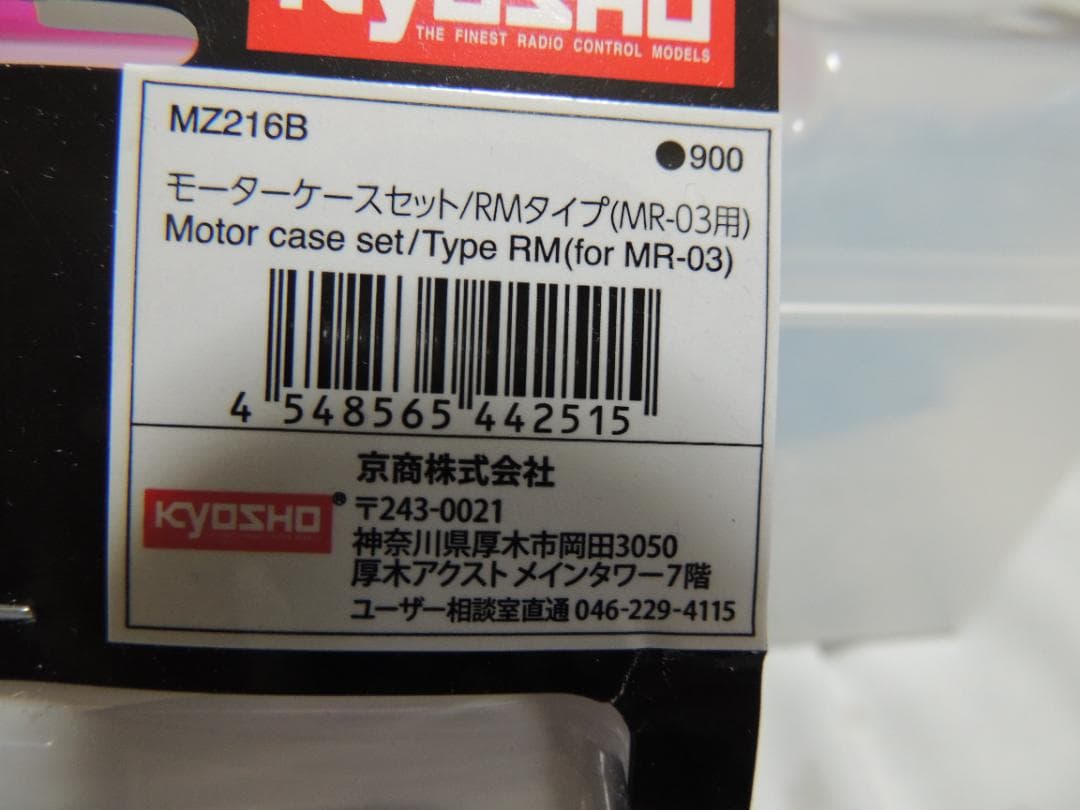 KYOSHO
THE FINEST RADIO CONTROL MODELS
MZ216B
●900
モーターケースセット/RMタイプ(MR-03用)
Motor case set/Type RM(for MR-03)
4 548565 442515
京商株式会社
KYOSHO®
〒243-0021
神奈川県厚木市岡田3050
厚木アクスト メインタワー7階
ユーザー相談室直通 046-229-4115